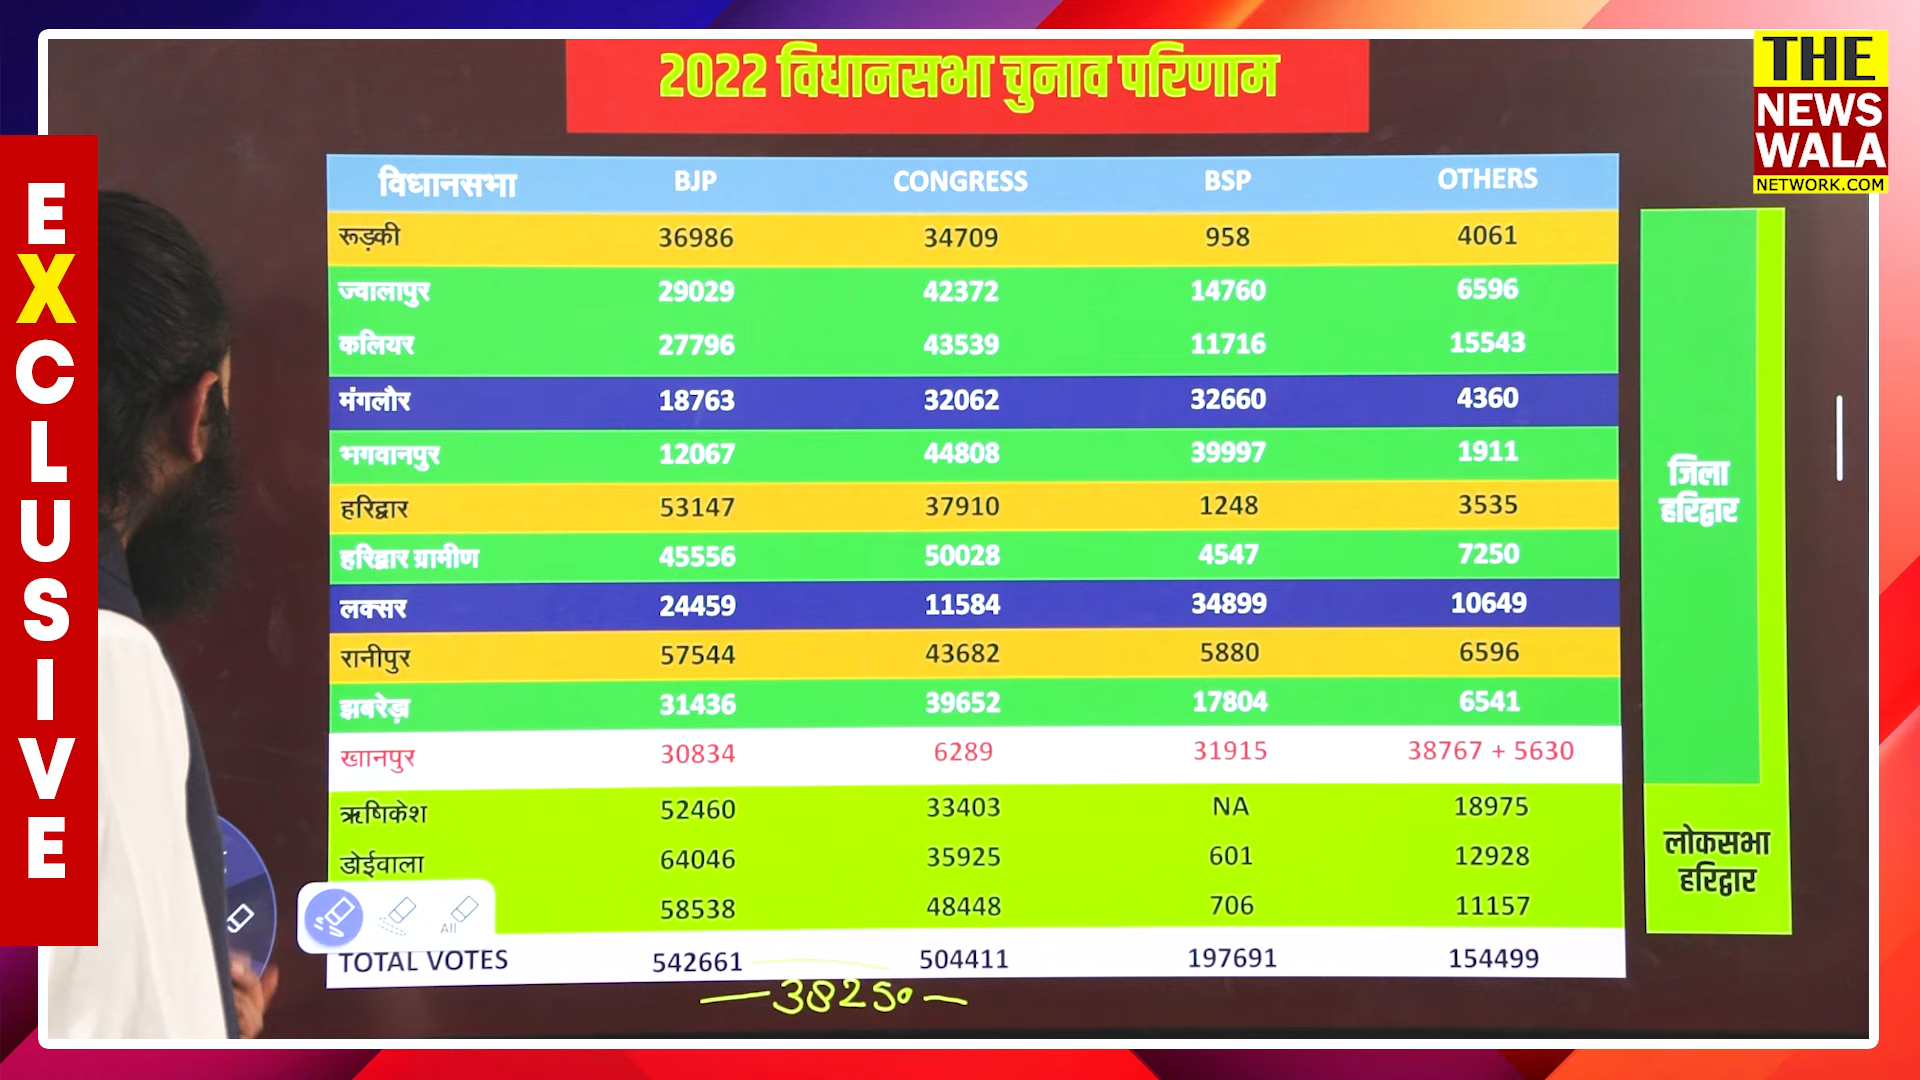 2022 विधानसभा चुनाव परिणाम
THE
NEWS
WALA
NETWORK.COM
EXCLUSIVE
विधानसभा BJP CONGRESS BSP OTHERS
रूड़की 36986 34709 958 4061
ज्वालापुर 29029 42372 14760 6596
कलियर 27796 43539 11716 15543
मंगलौर 18763 32062 32660 4360
भगवानपुर 12067 44808 39997 1911
हरिद्वार 53147 37910 1248 3535
हरिद्वार ग्रामीण 45556 50028 4547 7250
लक्सर 24459 11584 34899 10649
रानीपुर 57544 43682 5880 6596
झबरेड़ा 31436 39652 17804 6541
खानपुर 30834 6289 31915 38767 + 5630
ऋषिकेश 52460 33403 NA 18975
डोईवाला 64046 35925 601 12928
58538 48448 706 11157
TOTAL VOTES 542661 504411 197691 154499
38250
जिला
हरिद्वार
लोकसभा
हरिद्वार
All